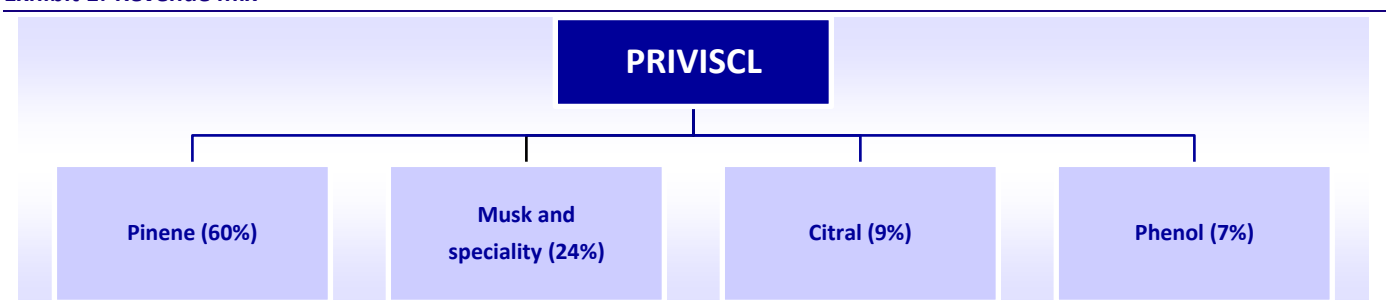 PRIVISCL
Pinene (60%)
Musk and
speciality (24%)
Citral (9%)
Phenol (7%)